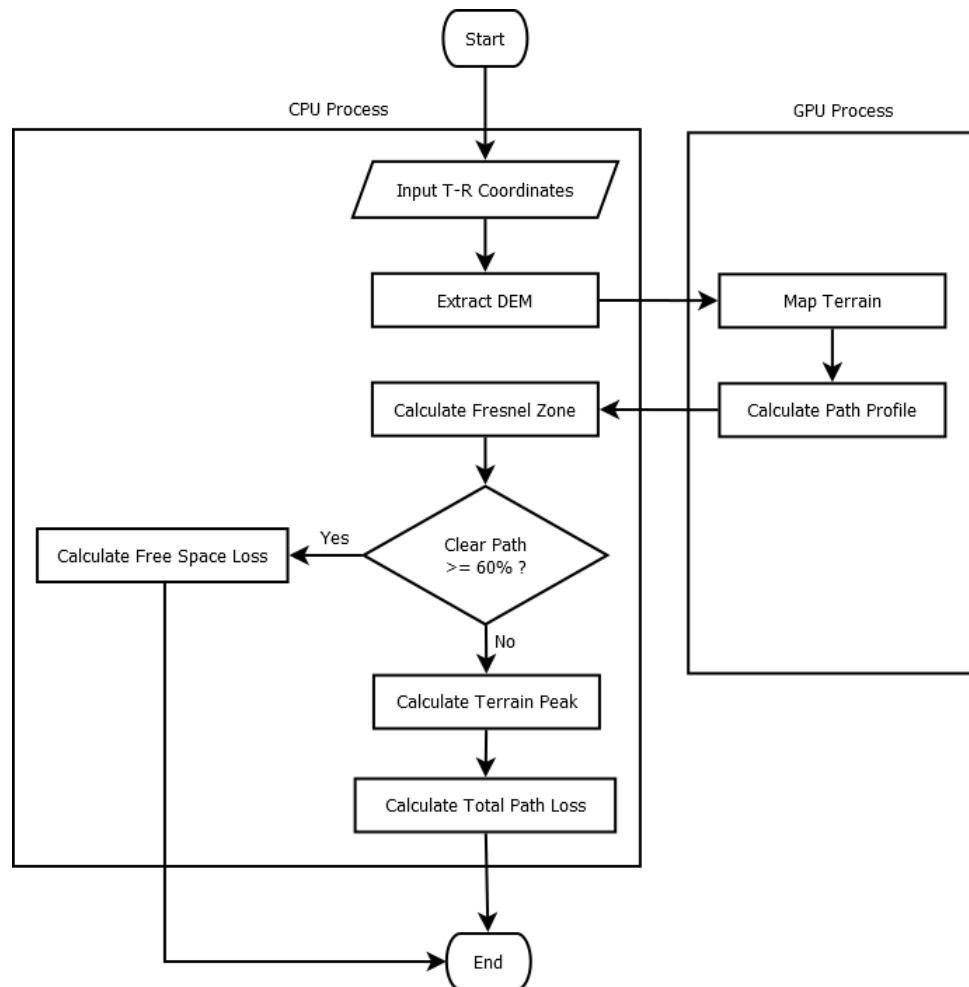 Start
CPU Process
GPU Process
Input T-R Coordinates
Extract DEM
Map Terrain
Calculate Fresnel Zone
Calculate Path Profile
Clear Path
>= 60% ?
Yes
Calculate Free Space Loss
No
Calculate Terrain Peak
Calculate Total Path Loss
End